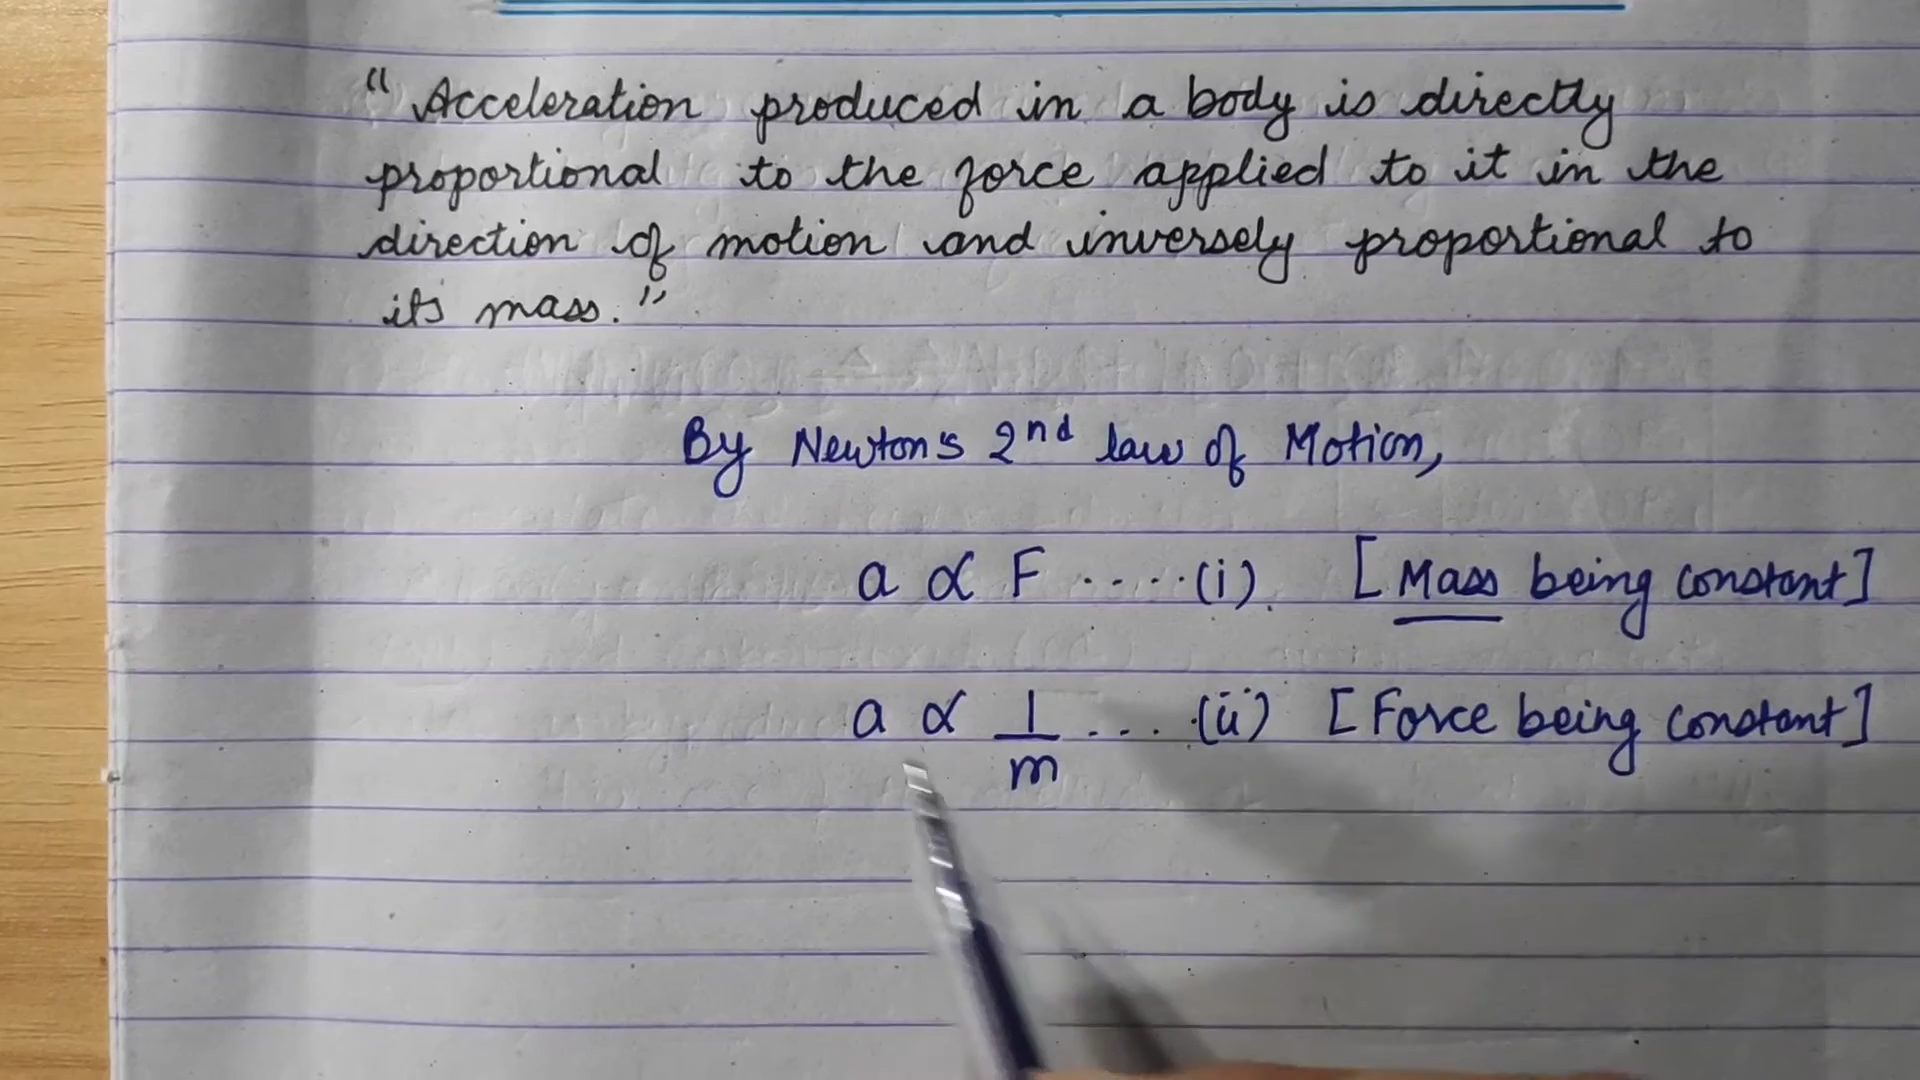 “Acceleration produced in a body is directly
proportional to the force applied to it in the
direction of motion and inversely proportional to
its mass.”
By Newton's 2nd law of Motion,
a ∝ F .....(i). [Mass being constant]
a ∝ 1/m ... .(ii) [Force being constant]